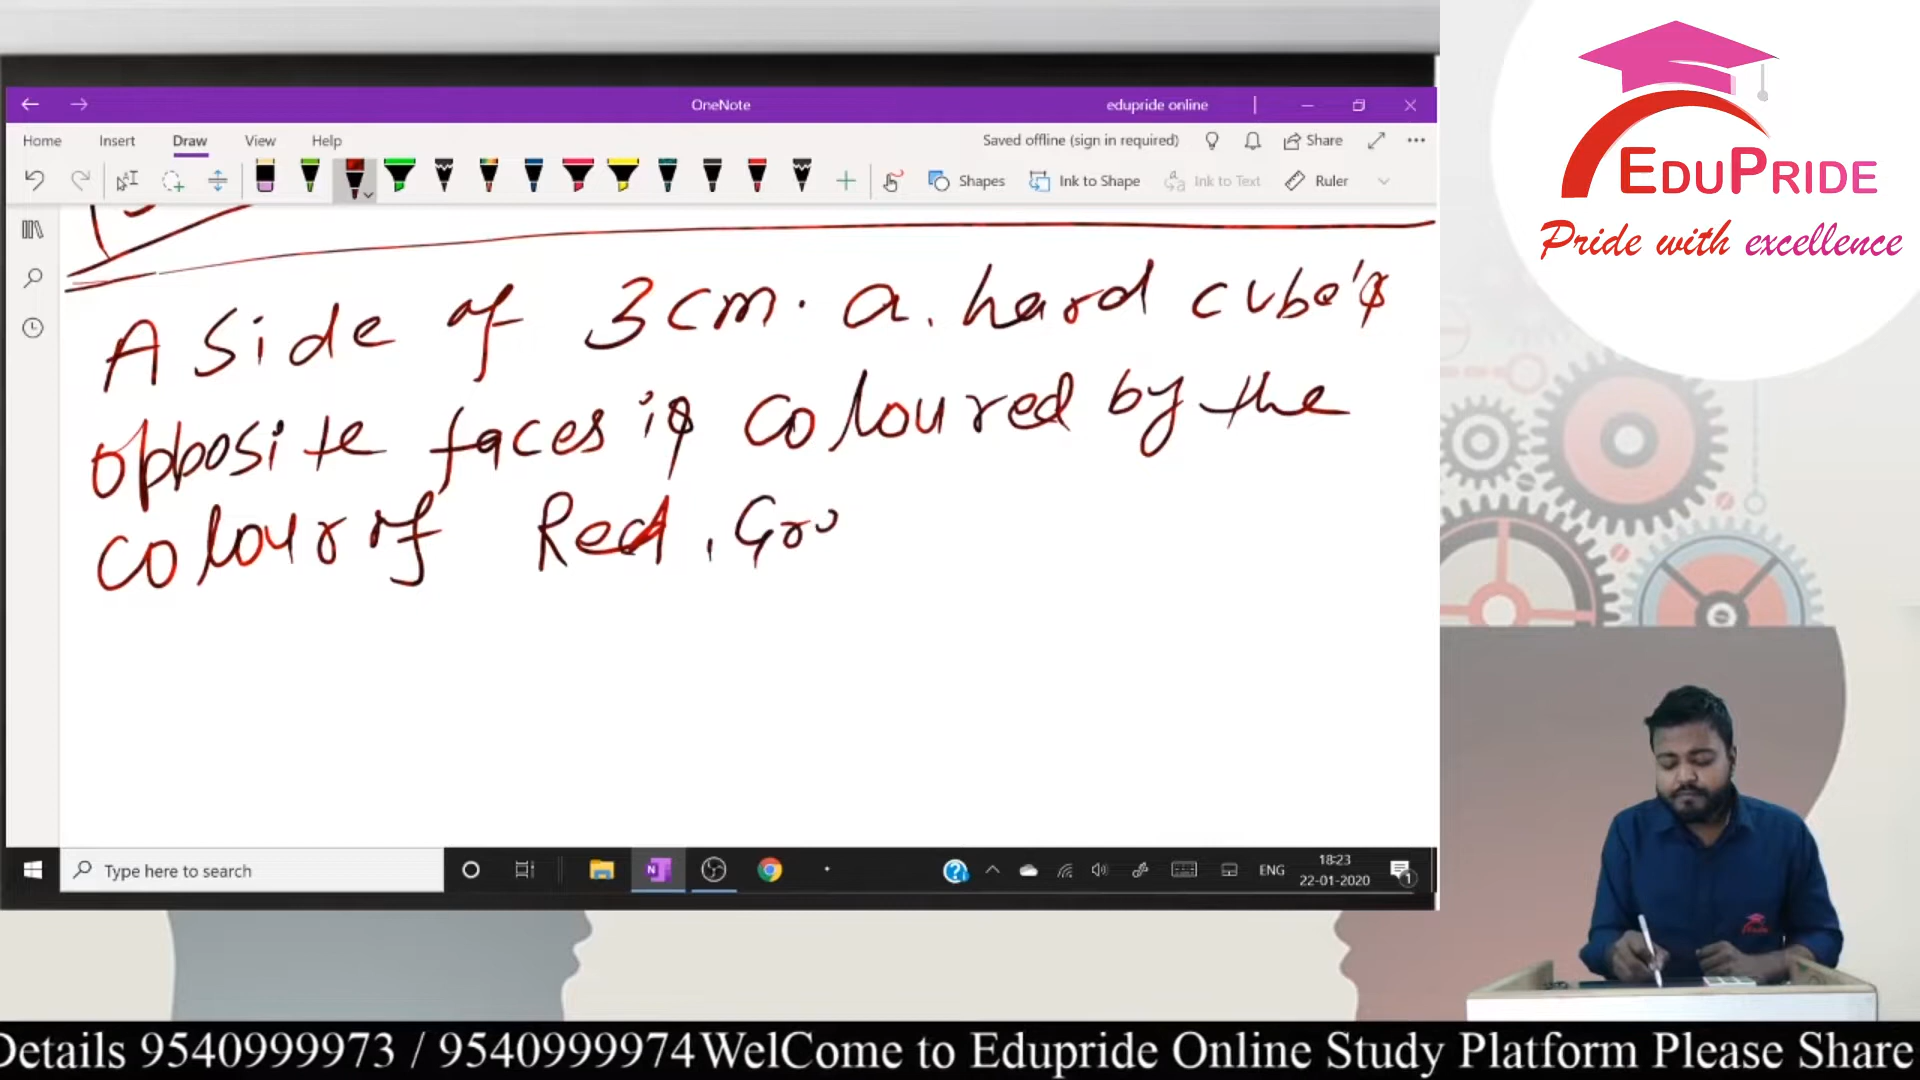 EDUPRIDE
Pride with excellence
OneNote
edupride online
Home Insert Draw View Help
Saved offline (sign in required)
Share
Shapes
Ink to Shape
Ink to Text
Ruler
A side of 3cm. a. hard cube's
opposite faces is coloured by the
colour of Red, Gre
Type here to search
ENG
18:23
22-01-2020
1
Details 9540999973 / 9540999974 WelCome to Edupride Online Study Platform Please Share